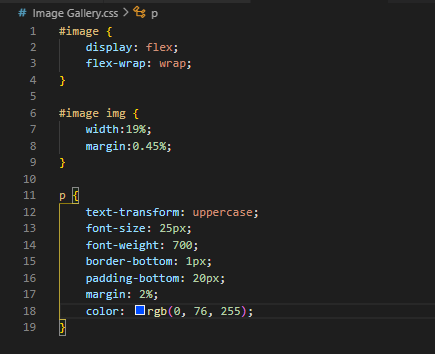 # Image Gallery.css > p
1 #image {
2 display: flex;
3 flex-wrap: wrap;
4 }
5
6 #image img {
7 width:19%;
8 margin:0.45%;
9 }
10
11 p {
12 text-transform: uppercase;
13 font-size: 25px;
14 font-weight: 700;
15 border-bottom: 1px;
16 padding-bottom: 20px;
17 margin: 2%;
18 color: rgb(0, 76, 255);
19 }